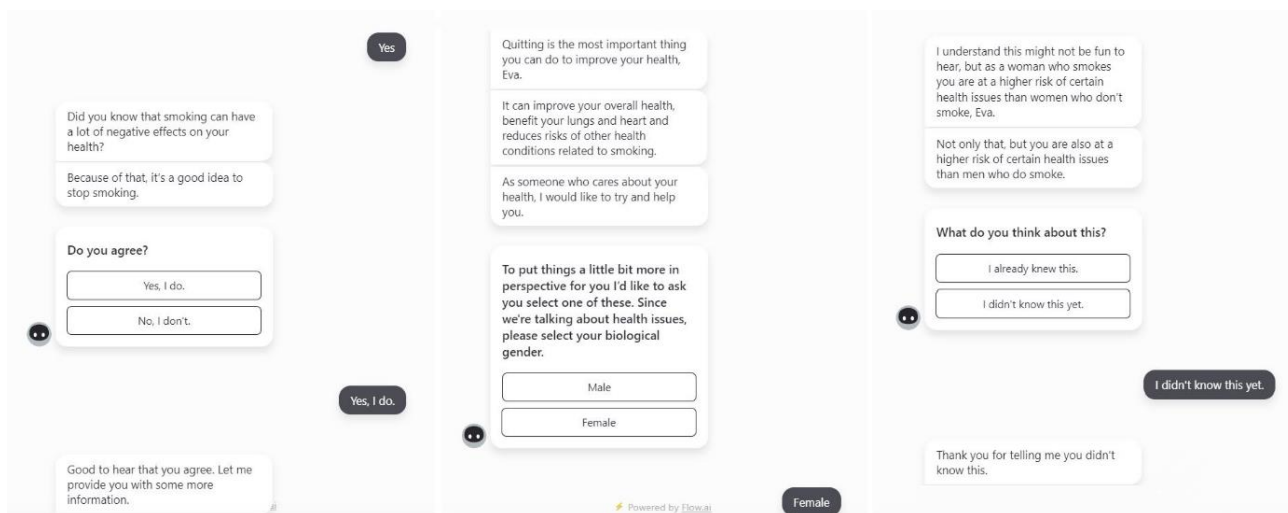 Yes
Did you know that smoking can have
a lot of negative effects on your
health?
Because of that, it's a good idea to
stop smoking.
Do you agree?
Yes, I do.
No, I don't.
Yes, I do.
Good to hear that you agree. Let me
provide you with some more
information.
ai
Quitting is the most important thing
you can do to improve your health,
Eva.
It can improve your overall health,
benefit your lungs and heart and
reduces risks of other health
conditions related to smoking.
As someone who cares about your
health, I would like to try and help
you.
To put things a little bit more in
perspective for you I'd like to ask
you select one of these. Since
we're talking about health issues,
please select your biological
gender.
Male
Female
⚡ Powered by Flow.ai
Female
I understand this might not be fun to
hear, but as a woman who smokes
you are at a higher risk of certain
health issues than women who don't
smoke, Eva.
Not only that, but you are also at a
higher risk of certain health issues
than men who do smoke.
What do you think about this?
I already knew this.
I didn't know this yet.
I didn't know this yet.
Thank you for telling me you didn't
know this.